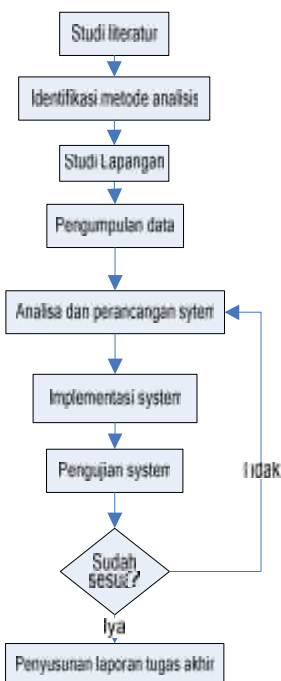 Studi literatur
Identifikasi metode analisis
Studi Lapangan
Pengumpulan data
Analisa dan perancangan sytem
Implementasi system
Pengujian system
Tidak
Sudah
sesuai?
Iya
Penyusunan laporan tugas akhir